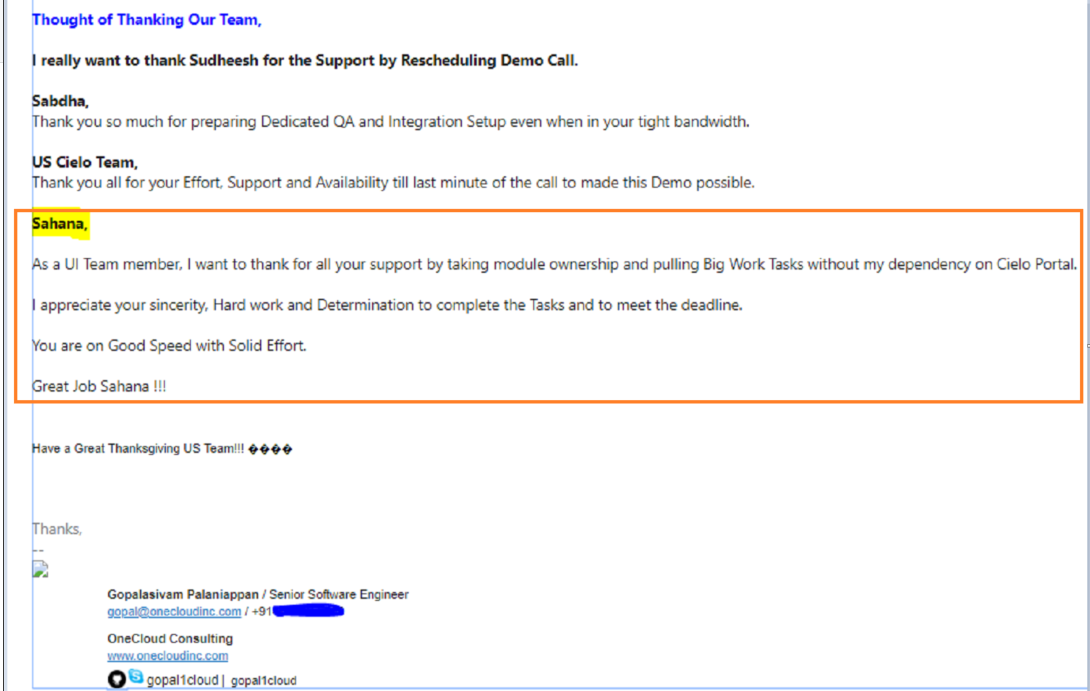 Thought of Thanking Our Team,
I really want to thank Sudheesh for the Support by Rescheduling Demo Call.
Sabdha,
Thank you so much for preparing Dedicated QA and Integration Setup even when in your tight bandwidth.
US Cielo Team,
Thank you all for your Effort, Support and Availability till last minute of the call to made this Demo possible.
Sahana,
As a UI Team member, I want to thank for all your support by taking module ownership and pulling Big Work Tasks without my dependency on Cielo Portal.
I appreciate your sincerity, Hard work and Determination to complete the Tasks and to meet the deadline.
You are on Good Speed with Solid Effort.
Great Job Sahana !!!
Have a Great Thanksgiving US Team!!! ����
Thanks,
--
Gopalasivam Palaniappan / Senior Software Engineer
gopal@onecloudinc.com / +91
OneCloud Consulting
www.onecloudinc.com
gopal1cloud | gopal1cloud